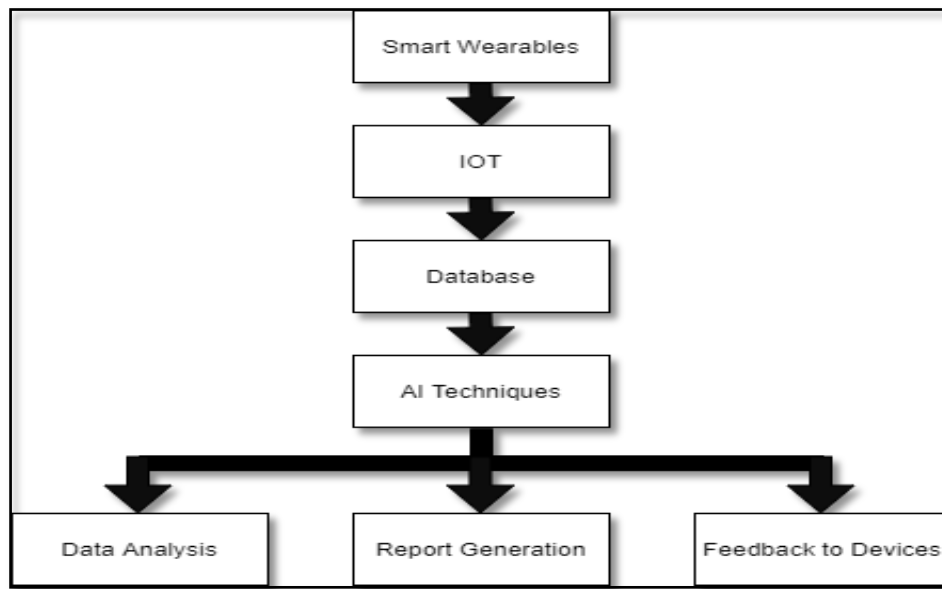 Smart Wearables
IOT
Database
AI Techniques
Data Analysis
Report Generation
Feedback to Devices